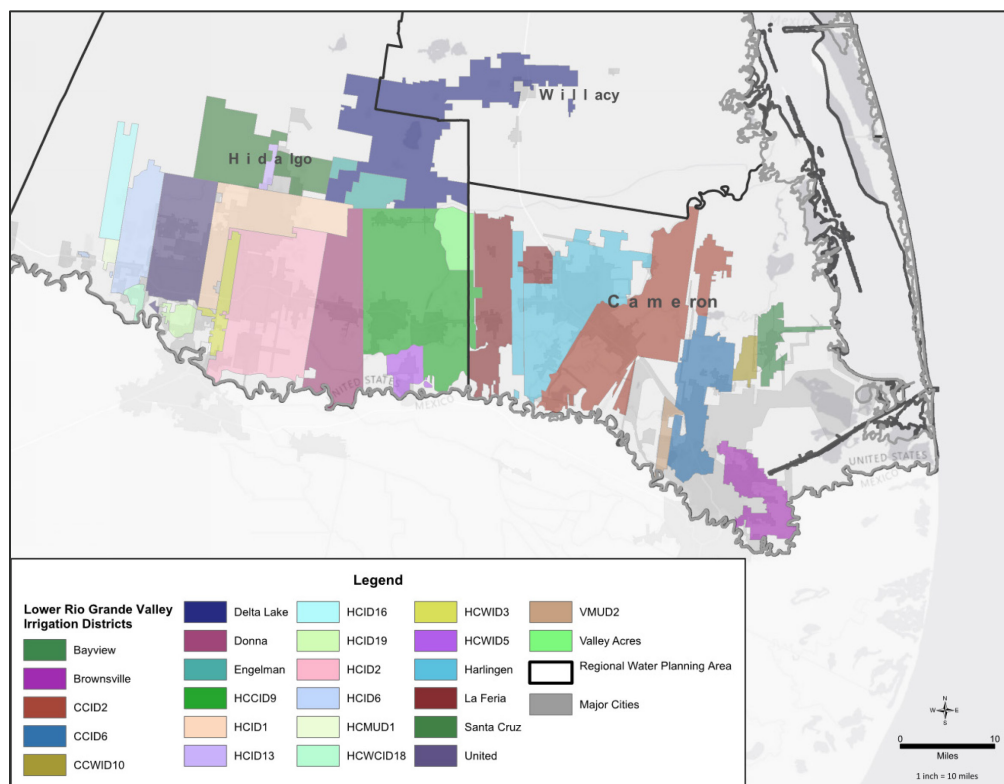 Mexico
Willacy
Hidalgo
Cameron
UNITED STATES
MEXICO
UNITED STATES
MEXICO
Legend
Lower Rio Grande Valley
Irrigation Districts
Bayview
Brownsville
CCID2
CCID6
CCWID10
Delta Lake
Donna
Engelman
HCCID9
HCID1
HCID13
HCID16
HCID19
HCID2
HCID6
HCMUD1
HCWCID18
HCWID3
HCWID5
Harlingen
La Feria
Santa Cruz
United
VMUD2
Valley Acres
Regional Water Planning Area
Major Cities
N
W E
S
0 10
Miles
1 inch = 10 miles